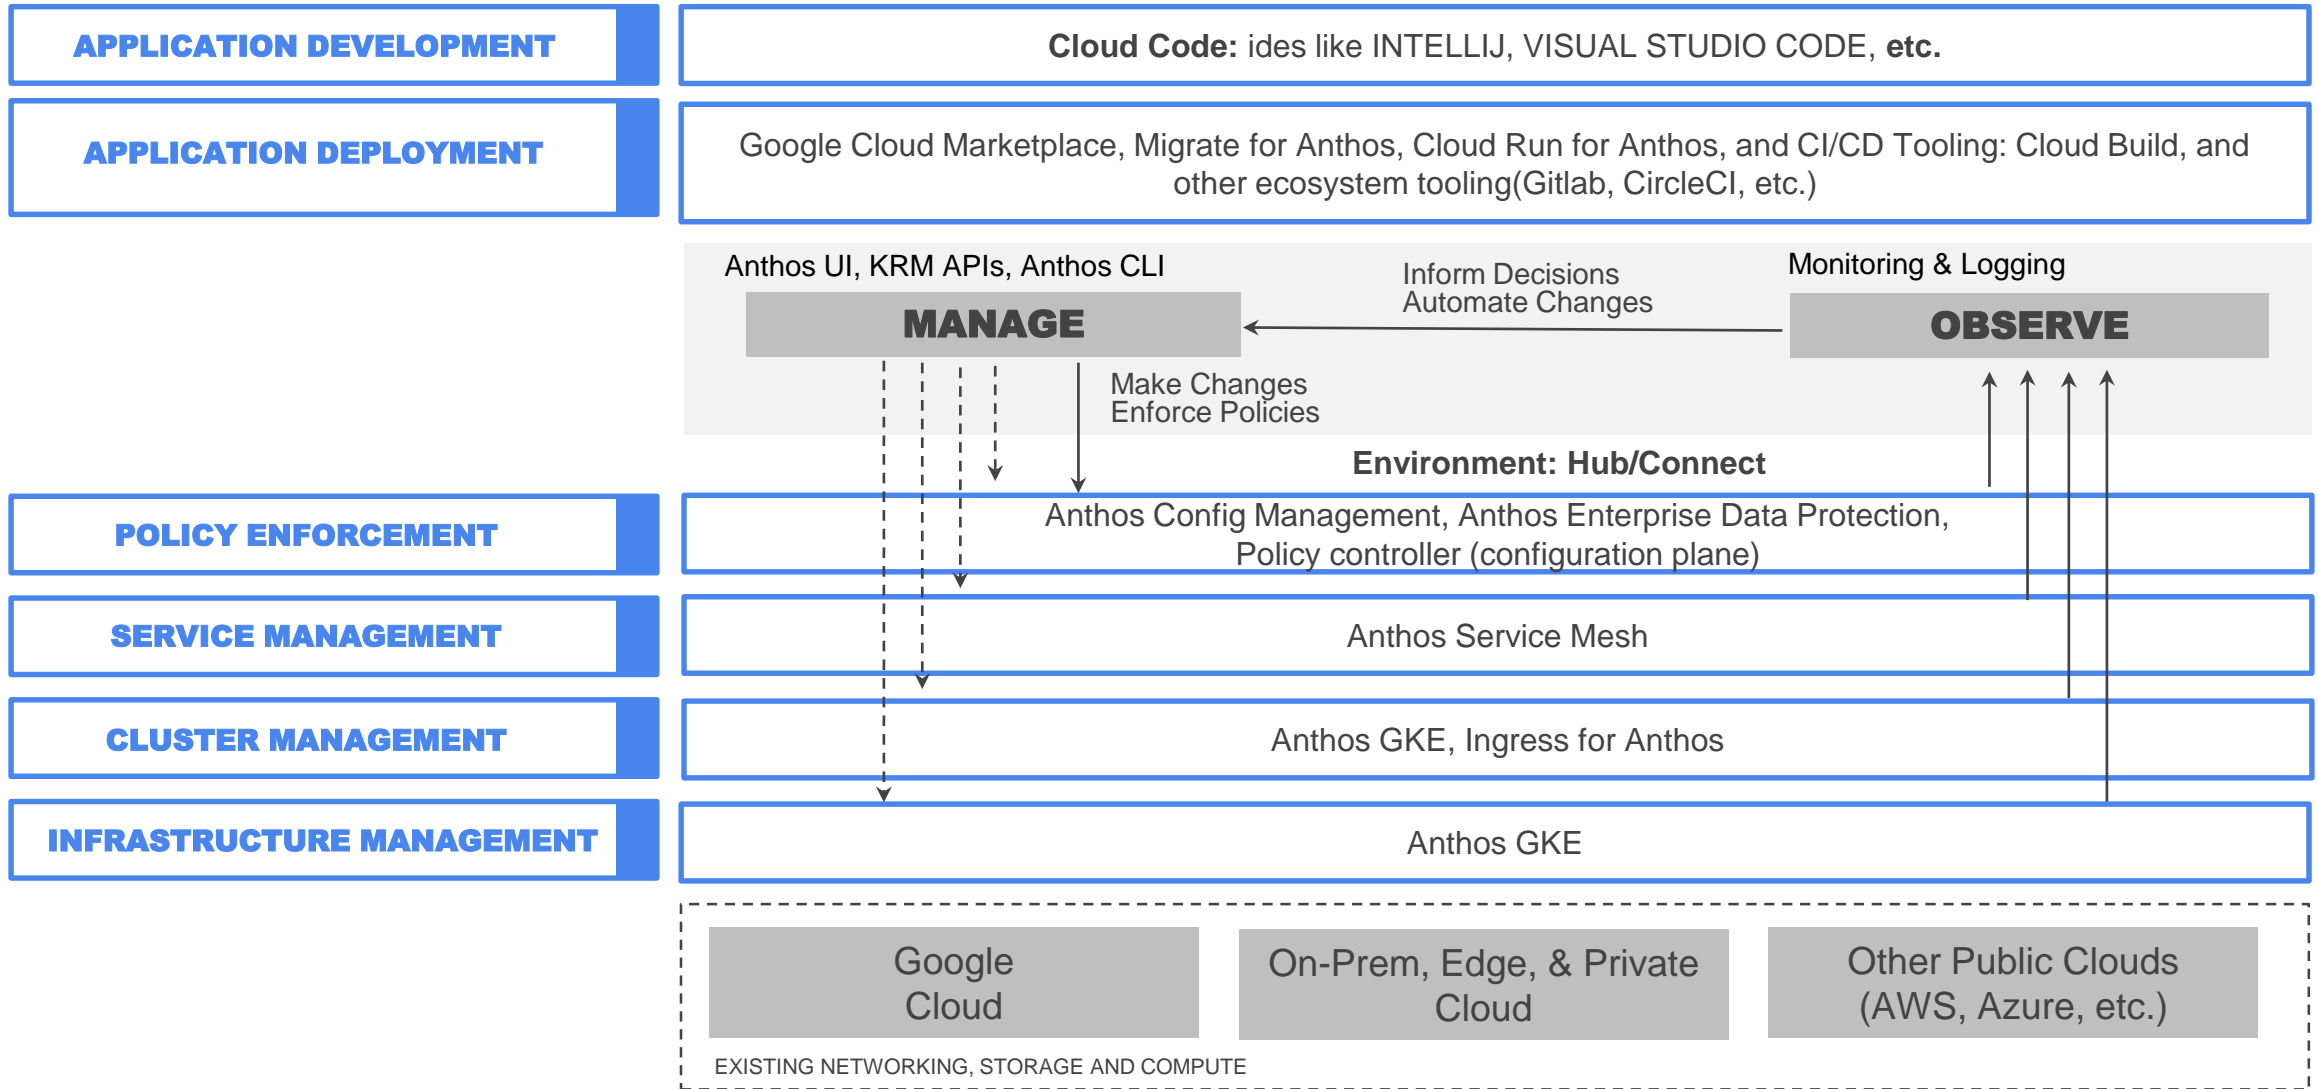 APPLICATION DEVELOPMENT
Cloud Code: ides like INTELLIJ, VISUAL STUDIO CODE, etc.
APPLICATION DEPLOYMENT
Google Cloud Marketplace, Migrate for Anthos, Cloud Run for Anthos, and CI/CD Tooling: Cloud Build, and
other ecosystem tooling(Gitlab, CircleCI, etc.)
Anthos UI, KRM APIs, Anthos CLI
MANAGE
Inform Decisions
Automate Changes
Monitoring & Logging
OBSERVE
Make Changes
Enforce Policies
Environment: Hub/Connect
POLICY ENFORCEMENT
Anthos Config Management, Anthos Enterprise Data Protection,
Policy controller (configuration plane)
SERVICE MANAGEMENT
Anthos Service Mesh
CLUSTER MANAGEMENT
Anthos GKE, Ingress for Anthos
INFRASTRUCTURE MANAGEMENT
Anthos GKE
Google
Cloud
On-Prem, Edge, & Private
Cloud
Other Public Clouds
(AWS, Azure, etc.)
EXISTING NETWORKING, STORAGE AND COMPUTE